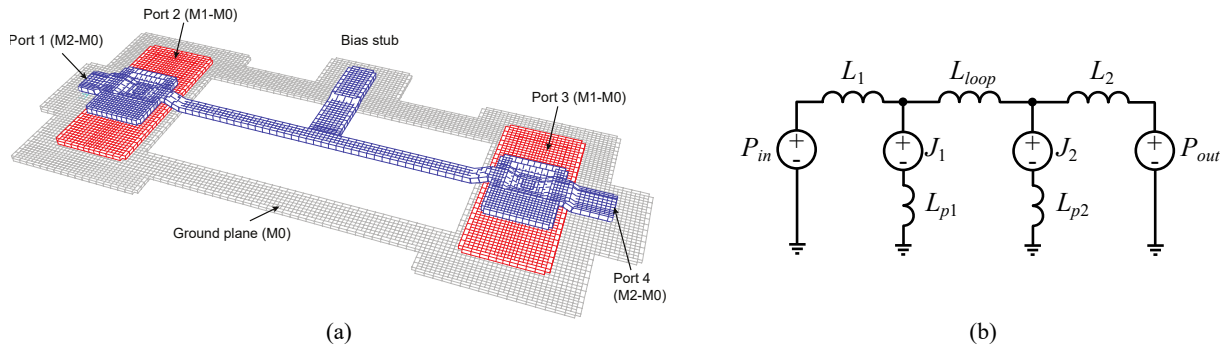 Port 2 (M1-M0)
Port 1 (M2-M0)
Bias stub
Port 3 (M1-M0)
Ground plane (M0)
Port 4
(M2-M0)
(a)
L1 Lloop L2
Pin + - J1 + - J2 + - Pout + -
Lp1 Lp2
(b)